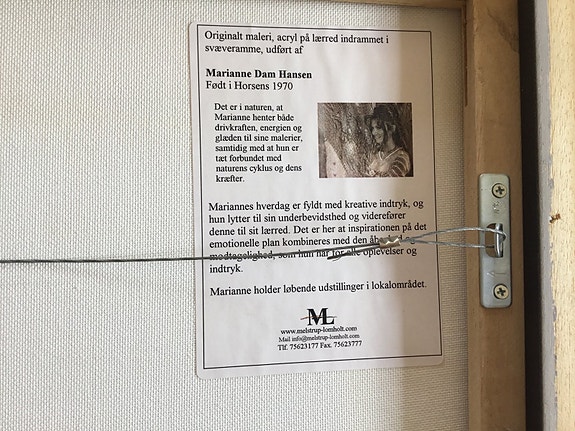 Originalt maleri, acryl på lærred indrammet i
svæveramme, udført af
Marianne Dam Hansen
Født i Horsens 1970
Det er i naturen, at
Marianne henter både
drivkraften, energien og
glæden til sine malerier,
samtidig med at hun er
tæt forbundet med
naturens cyklus og dens
kræfter.
Mariannes hverdag er fyldt med kreative indtryk, og
hun lytter til sin underbevidsthed og viderefører
denne til sit lærred. Det er her at inspirationen på det
emotionelle plan kombineres med den
modtagelighed, som hun har for alle oplevelser og
indtryk.
Marianne holder løbende udstillinger i lokalområdet.
ML
www.melstrup-lomholt.com
Mail info@melstrup-lomholt.com
Tlf. 75623177 Fax. 75623777